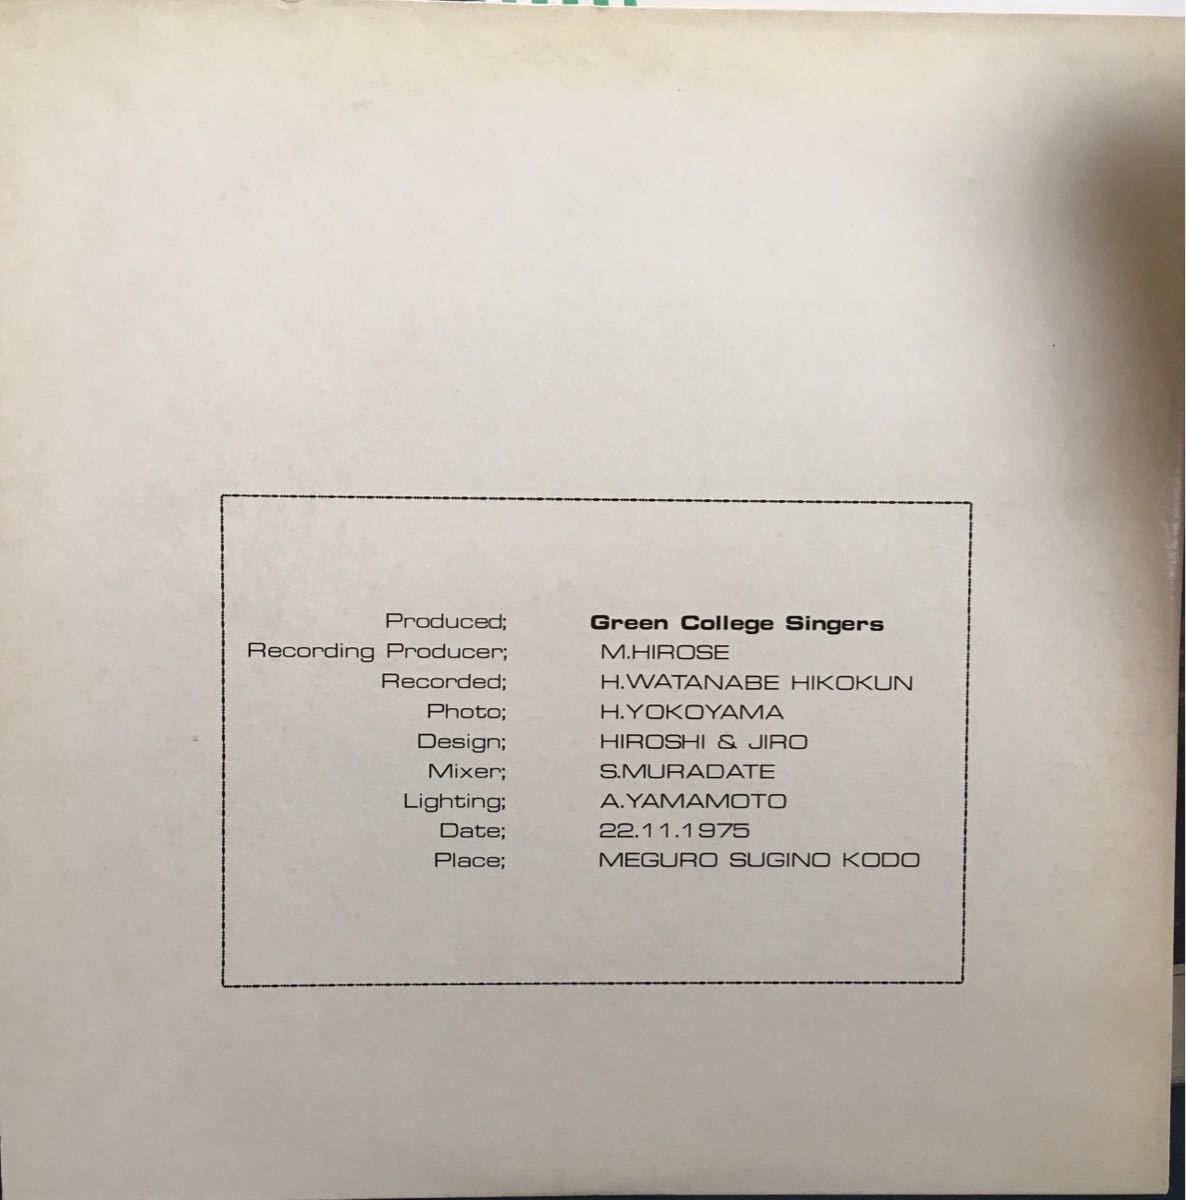 Produced; Green College Singers
Recording Producer; M.HIROSE
Recorded; H.WATANABE HIKOKUN
Photo; H.YOKOYAMA
Design; HIROSHI & JIRO
Mixer; S.MURADATE
Lighting; A.YAMAMOTO
Date; 22.11.1975
Place; MEGURO SUGINO KODO